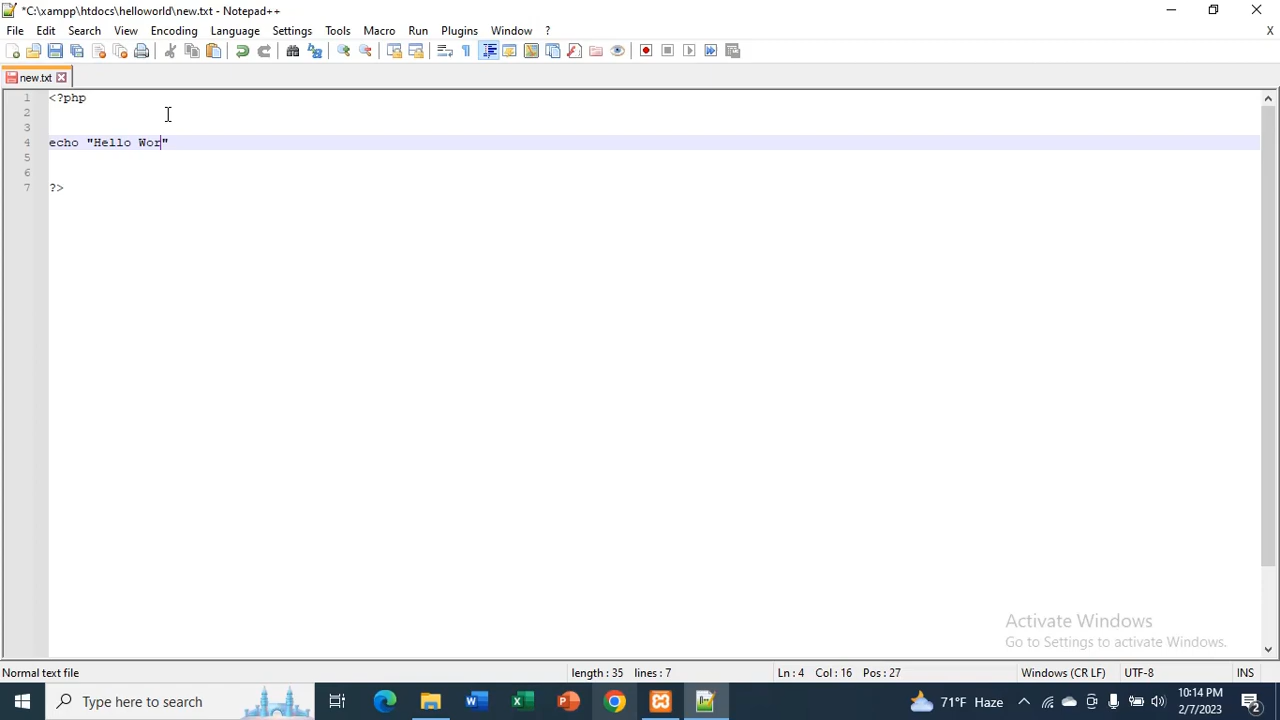 *C:\xampp\htdocs\helloworld\new.txt - Notepad++
File Edit Search View Encoding Language Settings Tools Macro Run Plugins Window ? X
new.txt
1 <?php
2
3
4 echo "Hello Wor"
5
6
7 ?>
Activate Windows
Go to Settings to activate Windows.
Normal text file length : 35 lines : 7 Ln : 4 Col : 16 Pos : 27 Windows (CR LF) UTF-8 INS
Type here to search 71°F Haze 10:14 PM
2/7/2023 2